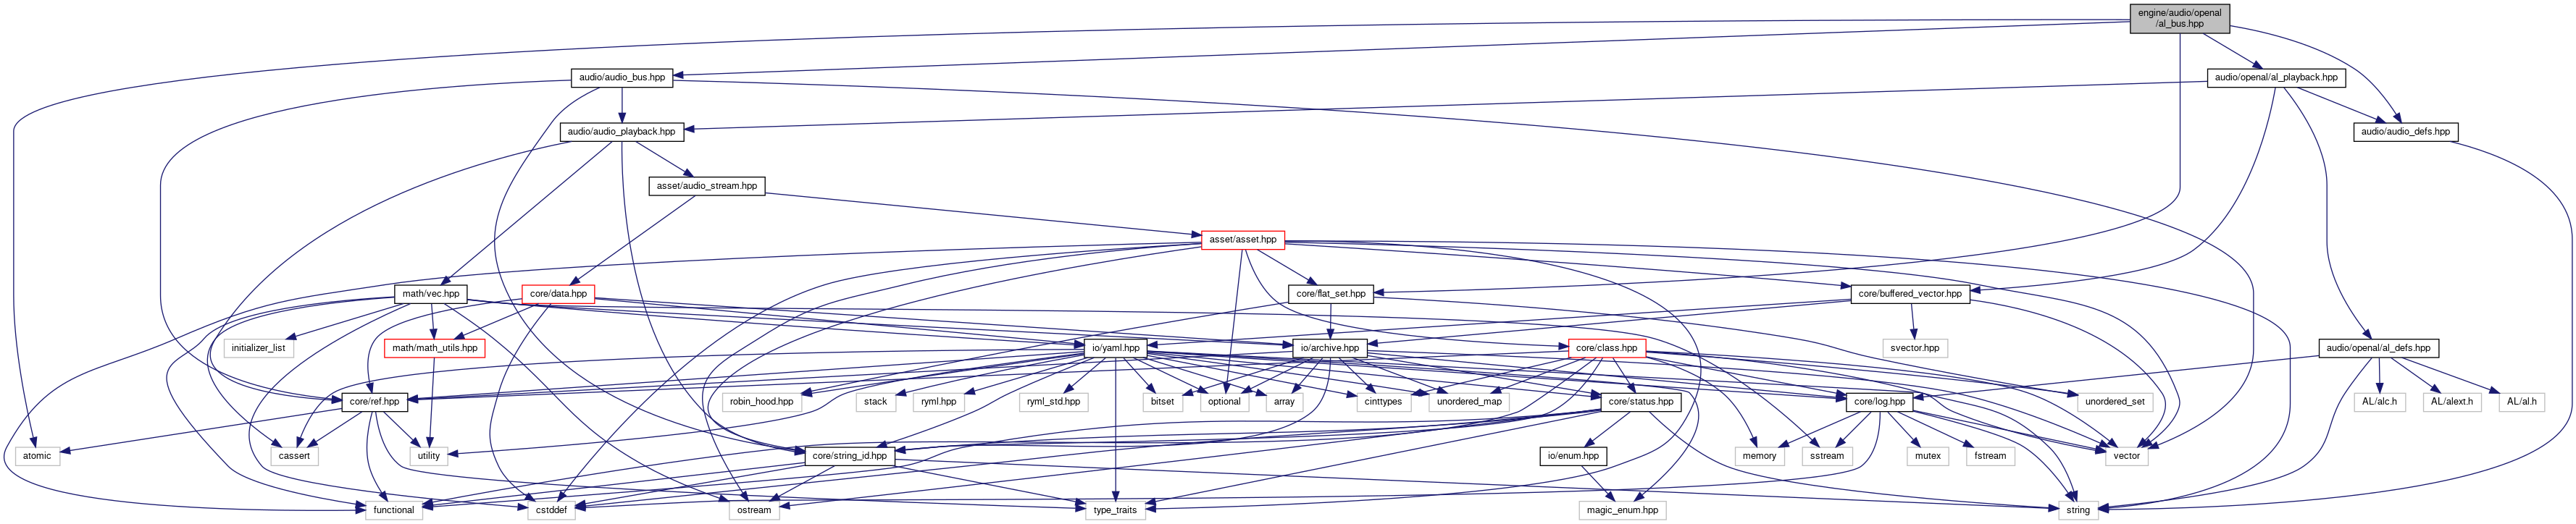 engine/audio/openal
/al_bus.hpp
audio/audio_bus.hpp
audio/openal/al_playback.hpp
audio/audio_playback.hpp
audio/audio_defs.hpp
asset/audio_stream.hpp
asset/asset.hpp
math/vec.hpp
core/data.hpp
core/flat_set.hpp
core/buffered_vector.hpp
initializer_list
math/math_utils.hpp
io/yaml.hpp
io/archive.hpp
core/class.hpp
svector.hpp
audio/openal/al_defs.hpp
core/ref.hpp
robin_hood.hpp
stack
ryml.hpp
ryml_std.hpp
bitset
optional
array
cinttypes
unordered_map
core/status.hpp
core/log.hpp
unordered_set
AL/alc.h
AL/alext.h
AL/al.h
atomic
cassert
utility
core/string_id.hpp
io/enum.hpp
memory
sstream
mutex
fstream
vector
functional
cstddef
ostream
type_traits
magic_enum.hpp
string